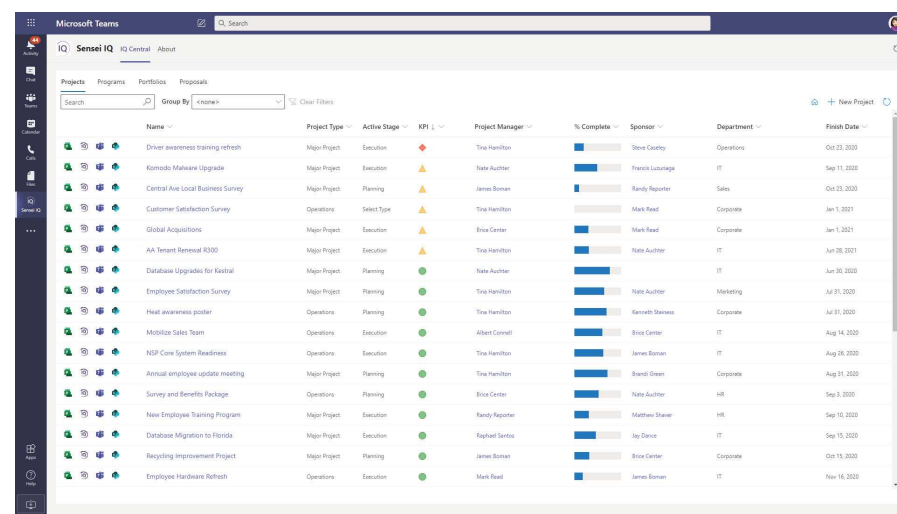 Microsoft Teams Search
44
Activity
IQ Sensei IQ IQ Central About
Chat
Teams
Calendar
Calls
Files
IQ
Sensei IQ
Apps
Help
Projects Programs Portfolios Proposals
Search Group By <none> Clear Filters New Project
Name Project Type Active Stage KPI ↓ Project Manager % Complete Sponsor Department Finish Date
Driver awareness training refresh Major Project Execution Tina Hamilton Steve Caseley Operations Oct 23, 2020
Komodo Malware Upgrade Major Project Execution Nate Auchter Francis Luzuriaga IT Sep 11, 2020
Central Ave Local Business Survey Major Project Planning James Boman Randy Reporter Sales Oct 23, 2020
Customer Satisfaction Survey Operations Select Type Tina Hamilton Mark Read Corporate Jan 1, 2021
Global Acquisitions Major Project Execution Brice Center Mark Read Corporate Jan 1, 2021
AA Tenant Renewal R300 Major Project Execution Tina Hamilton Nate Auchter IT Jun 28, 2021
Database Upgrades for Kestral Major Project Planning Nate Auchter IT Jun 30, 2020
Employee Satisfaction Survey Major Project Planning Tina Hamilton Nate Auchter Marketing Jul 31, 2020
Heat awareness poster Operations Planning Tina Hamilton Kenneth Steiness Corporate Jul 31, 2020
Mobilize Sales Team Operations Execution Albert Connell Brice Center IT Aug 14, 2020
NSP Core System Readiness Operations Execution Tina Hamilton James Boman IT Aug 26, 2020
Annual employee update meeting Major Project Planning Tina Hamilton Brandi Green Corporate Aug 31, 2020
Survey and Benefits Package Operations Planning Brice Center Nate Auchter HR Sep 3, 2020
New Employee Training Program Major Project Execution Randy Reporter Matthew Shaver HR Sep 10, 2020
Database Migration to Florida Major Project Execution Raphael Santos Jay Dance IT Sep 15, 2020
Recycling Improvement Project Major Project Planning James Boman Brice Center Corporate Oct 15, 2020
Employee Hardware Refresh Operations Execution Mark Read James Boman IT Nov 16, 2020